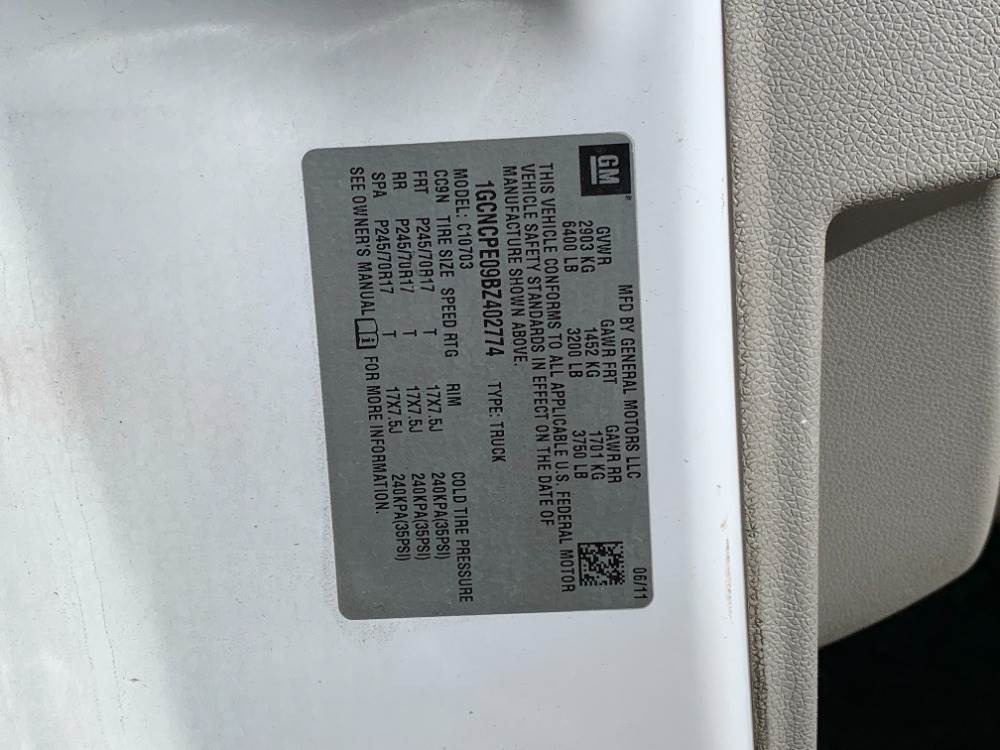 GM
MFD BY GENERAL MOTORS LLC 06/11
GVWR GAWR FRT GAWR RR
2903 KG 1452 KG 1701 KG
6400 LB 3200 LB 3750 LB
THIS VEHICLE CONFORMS TO ALL APPLICABLE U.S. FEDERAL MOTOR
VEHICLE SAFETY STANDARDS IN EFFECT ON THE DATE OF
MANUFACTURE SHOWN ABOVE.
1GCNCPE09BZ402774 TYPE: TRUCK
MODEL: C10703
CC9N TIRE SIZE SPEED RTG RIM COLD TIRE PRESSURE
FRT P245/70R17 T 17X7.5J 240KPA(35PSI)
RR P245/70R17 T 17X7.5J 240KPA(35PSI)
SPA P245/70R17 T 17X7.5J 240KPA(35PSI)
SEE OWNER'S MANUAL i FOR MORE INFORMATION.